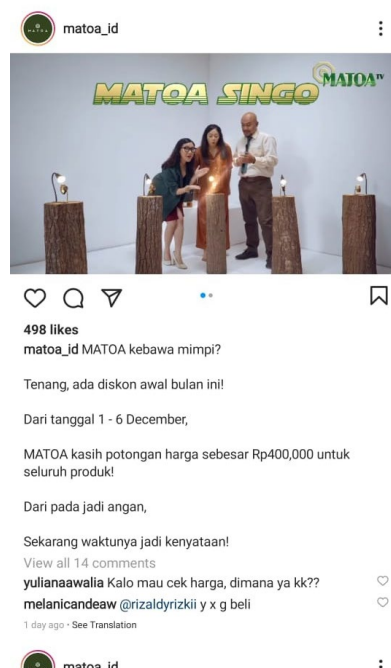 MATOA
matoa_id
MATOA SINGO
MATOA TV
498 likes
matoa_id MATOA kebawa mimpi?
Tenang, ada diskon awal bulan ini!
Dari tanggal 1 - 6 December,
MATOA kasih potongan harga sebesar Rp400,000 untuk
seluruh produk!
Dari pada jadi angan,
Sekarang waktunya jadi kenyataan!
View all 14 comments
yulianaawalia Kalo mau cek harga, dimana ya kk??
melanicandeaw @rizaldyrizkii y x g beli
1 day ago • See Translation
matoa_id